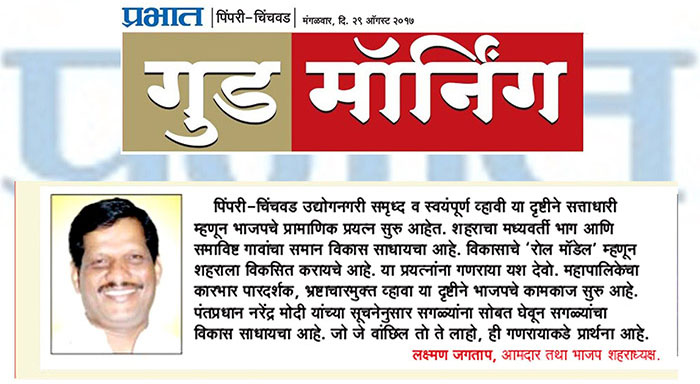 प्रभात पिंपरी-चिंचवड मंगळवार, दि. २९ ऑगस्ट २०१७
गुड मॉर्निंग
पिंपरी-चिंचवड उद्योगनगरी समृध्द व स्वयंपूर्ण व्हावी या दृष्टीने सत्ताधारी
म्हणून भाजपचे प्रामाणिक प्रयत्न सुरु आहेत. शहराचा मध्यवर्ती भाग आणि
समाविष्ट गावांचा समान विकास साधायचा आहे. विकासाचे 'रोल मॉडेल' म्हणून
शहराला विकसित करायचे आहे. या प्रयत्नांना गणराया यश देवो. महापालिकेचा
कारभार पारदर्शक, भ्रष्टाचारमुक्त व्हावा या दृष्टीने भाजपचे कामकाज सुरु आहे.
पंतप्रधान नरेंद्र मोदी यांच्या सूचनेनुसार सगळ्यांना सोबत घेवून सगळ्यांचा
विकास साधायचा आहे. जो जे वांछिल तो ते लाहो, ही गणरायाकडे प्रार्थना आहे.
लक्ष्मण जगताप, आमदार तथा भाजप शहराध्यक्ष.